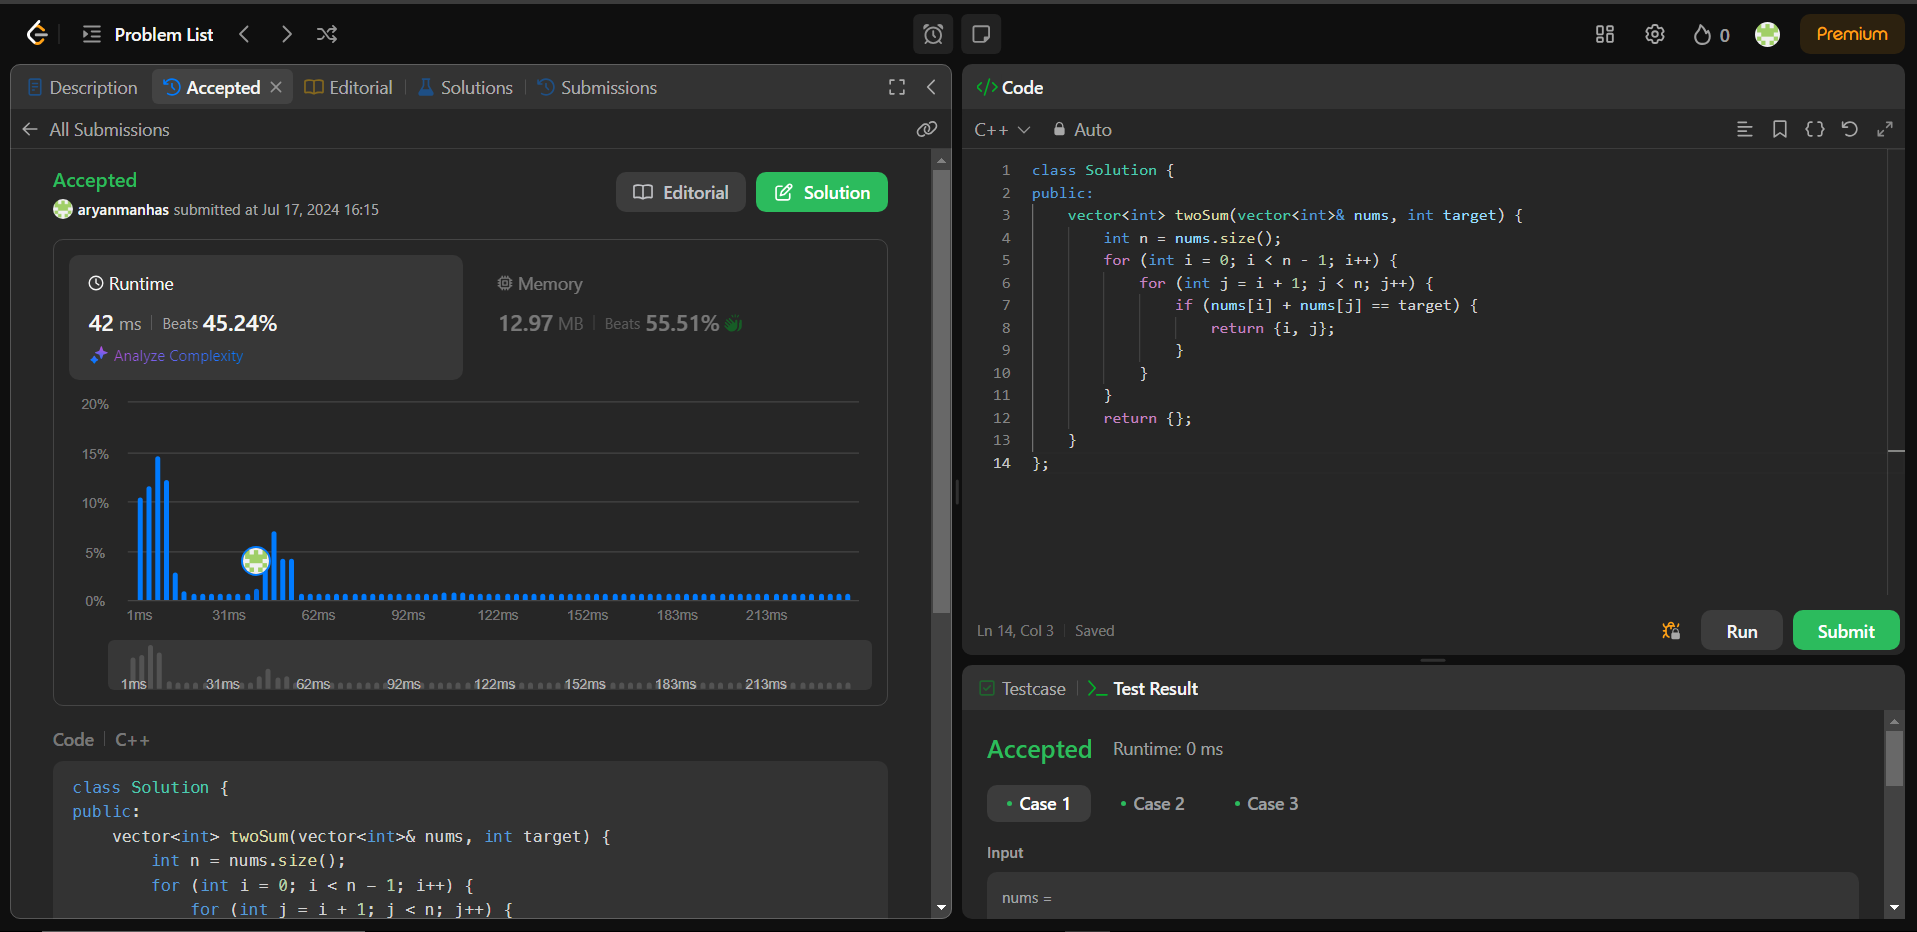 Problem List
0
Premium
Description
Accepted
Editorial
Solutions
Submissions
All Submissions
Accepted
aryanmanhas submitted at Jul 17, 2024 16:15
Editorial
Solution
Runtime
42 ms
Beats 45.24%
Analyze Complexity
Memory
12.97 MB
Beats 55.51%
20%
15%
10%
5%
0%
1ms 31ms 62ms 92ms 122ms 152ms 183ms 213ms
1ms 31ms 62ms 92ms 122ms 152ms 183ms 213ms
Code C++
class Solution {
public:
    vector<int> twoSum(vector<int>& nums, int target) {
        int n = nums.size();
        for (int i = 0; i < n - 1; i++) {
            for (int j = i + 1; j < n; j++) {
</> Code
C++ Auto
1 class Solution {
2 public:
3     vector<int> twoSum(vector<int>& nums, int target) {
4         int n = nums.size();
5         for (int i = 0; i < n - 1; i++) {
6             for (int j = i + 1; j < n; j++) {
7                 if (nums[i] + nums[j] == target) {
8                     return {i, j};
9                 }
10             }
11         }
12         return {};
13     }
14 };
Ln 14, Col 3 Saved
Run
Submit
Testcase
Test Result
Accepted Runtime: 0 ms
• Case 1
• Case 2
• Case 3
Input
nums =